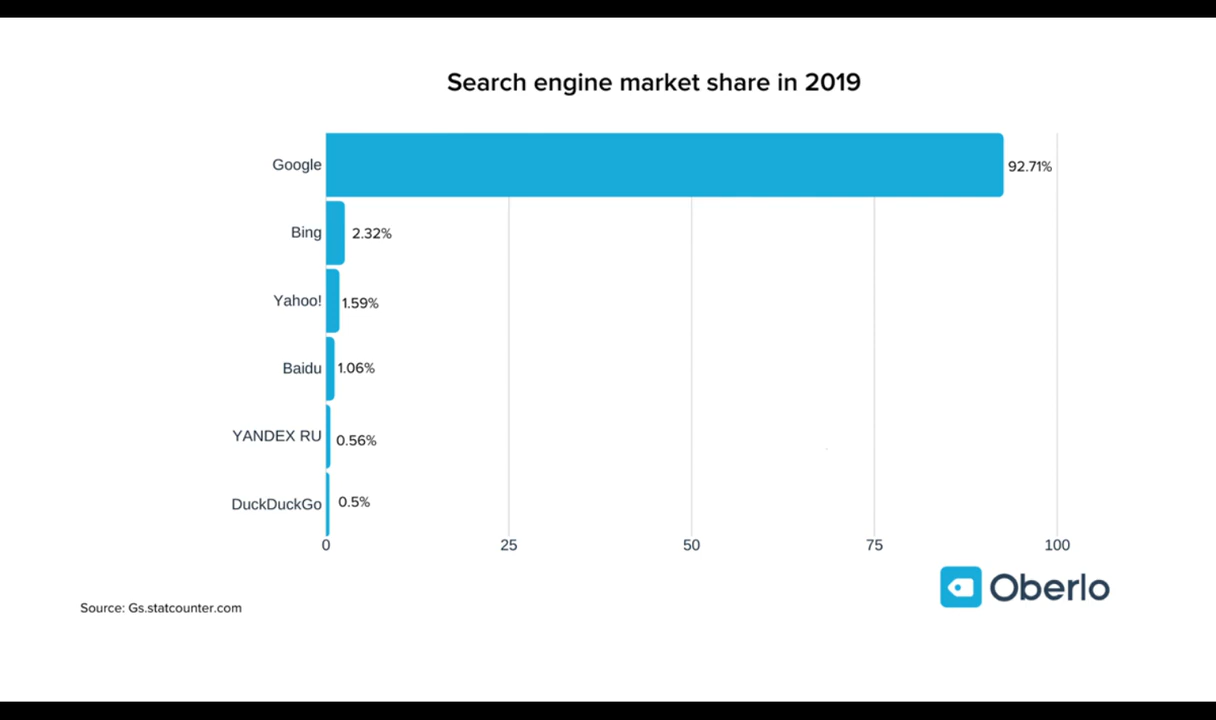 Search engine market share in 2019
Google 92.71%
Bing 2.32%
Yahoo! 1.59%
Baidu 1.06%
YANDEX RU 0.56%
DuckDuckGo 0.5%
0 25 50 75 100
Oberlo
Source: Gs.statcounter.com